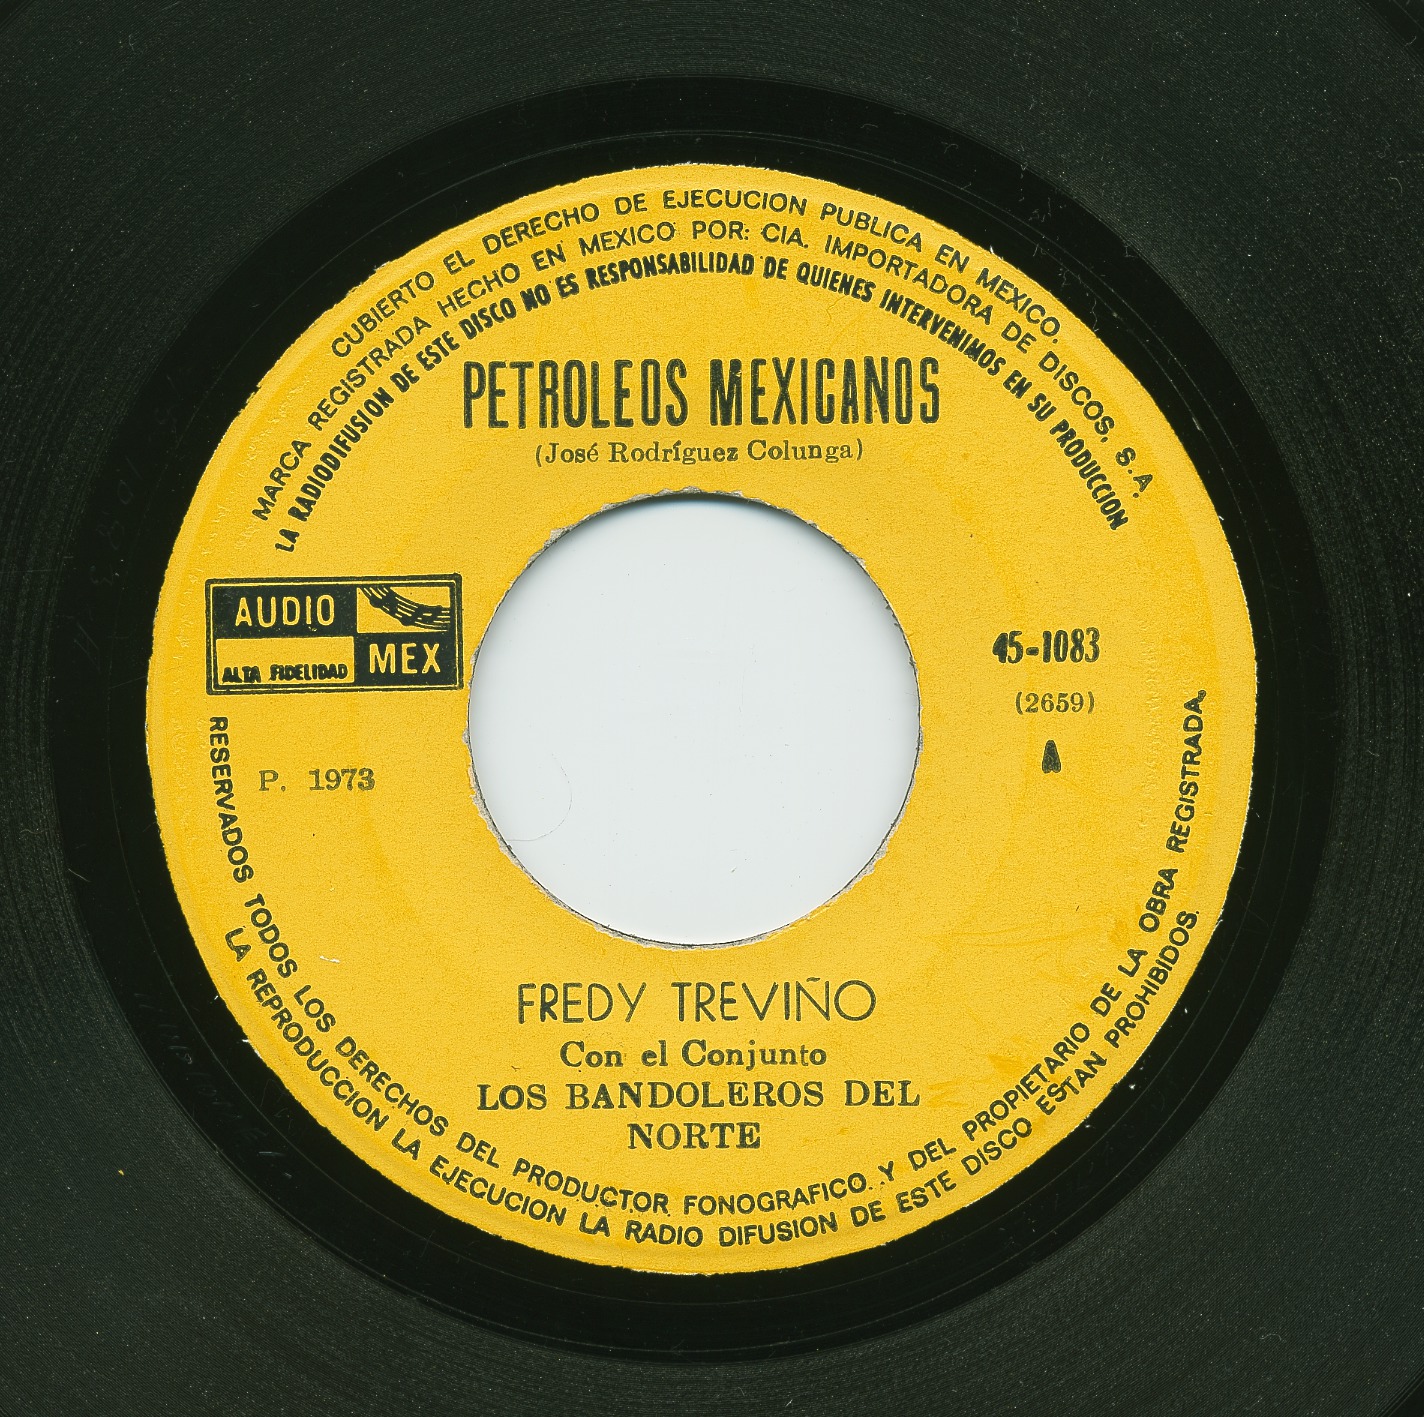 CUBIERTO EL DERECHO DE EJECUCION PUBLICA EN MEXICO.
MARCA REGISTRADA HECHO EN MEXICO POR: CIA. IMPORTADORA DE DISCOS, S.A.
LA RADIODIFUSION DE ESTE DISCO NO ES RESPONSABILIDAD DE QUIENES INTERVENIMOS EN SU PRODUCCION
PETROLEOS MEXICANOS
(José Rodríguez Colunga)
AUDIO
MEX
ALTA FIDELIDAD
45-1083
(2659)
A
P. 1973
FREDY TREVIÑO
Con el Conjunto
LOS BANDOLEROS DEL
NORTE
RESERVADOS TODOS LOS DERECHOS DEL PRODUCTOR FONOGRAFICO. Y DEL PROPIETARIO DE LA OBRA REGISTRADA.
LA REPRODUCCION LA EJECUCION LA RADIO DIFUSION DE ESTE DISCO ESTAN PROHIBIDOS.